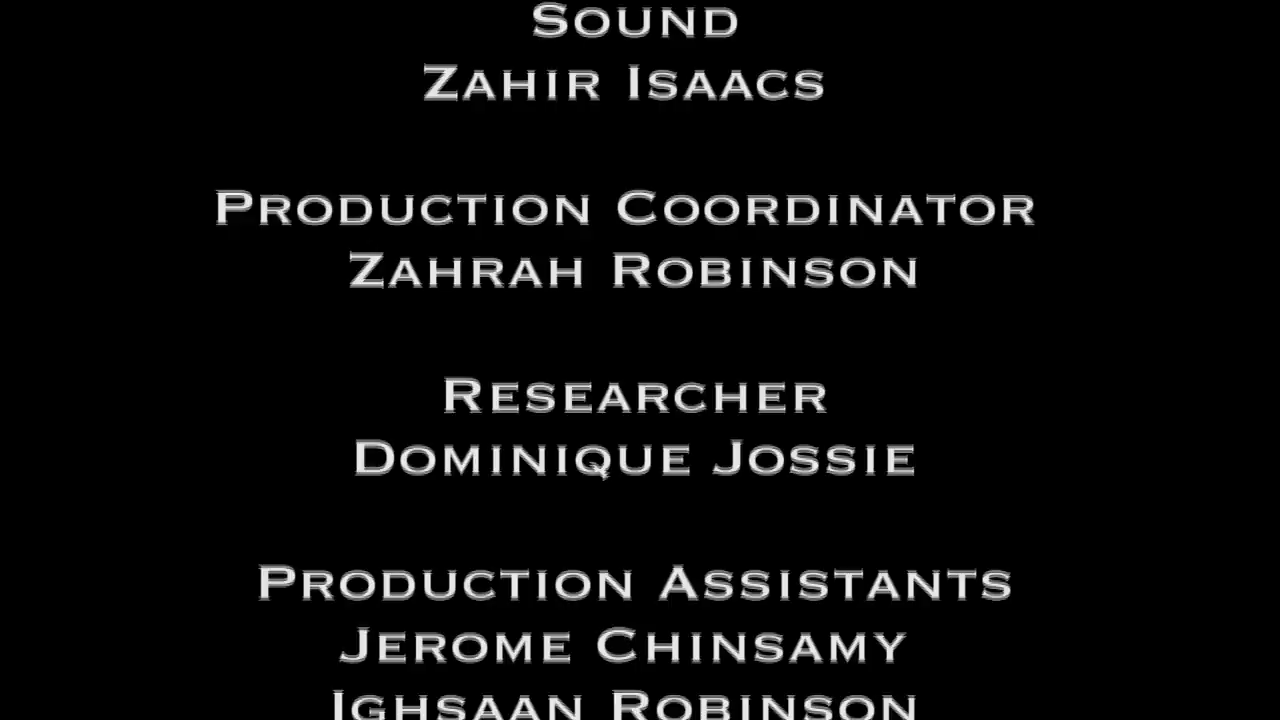 Sound
Zahir Isaacs
Production Coordinator
Zahrah Robinson
Researcher
Dominique Jossie
Production Assistants
Jerome Chinsamy
Ighsaan Robinson